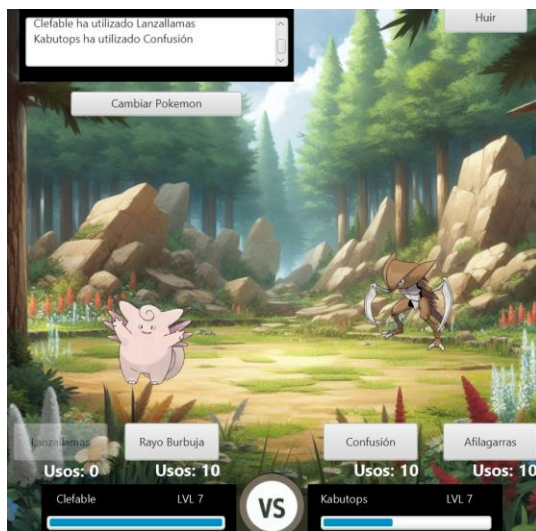 Clefable ha utilizado Lanzallamas
Kabutops ha utilizado Confusión
Huir
Cambiar Pokemon
Lanzallamas
Rayo Burbuja
Confusión
Afilagarras
Usos: 0
Usos: 10
Usos: 10
Usos: 10
Clefable
LVL 7
VS
Kabutops
LVL 7